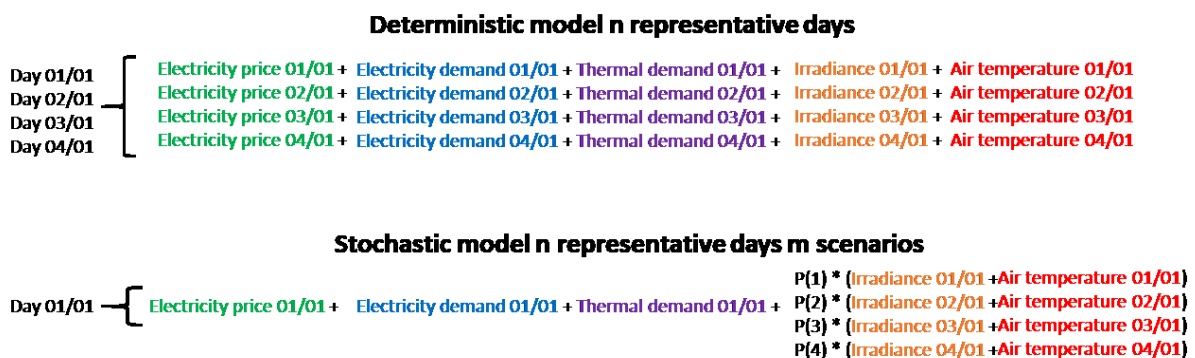 Deterministic model n representative days
Day 01/01 Electricity price 01/01 + Electricity demand 01/01 + Thermal demand 01/01 + Irradiance 01/01 + Air temperature 01/01
Day 02/01 Electricity price 02/01 + Electricity demand 02/01 + Thermal demand 02/01 + Irradiance 02/01 + Air temperature 02/01
Day 03/01 Electricity price 03/01 + Electricity demand 03/01 + Thermal demand 03/01 + Irradiance 03/01 + Air temperature 03/01
Day 04/01 Electricity price 04/01 + Electricity demand 04/01 + Thermal demand 04/01 + Irradiance 04/01 + Air temperature 04/01
Stochastic model n representative days m scenarios
Day 01/01 Electricity price 01/01 + Electricity demand 01/01 + Thermal demand 01/01 +
P(1) * (Irradiance 01/01 +Air temperature 01/01)
P(2) * (Irradiance 02/01 +Air temperature 02/01)
P(3) * (Irradiance 03/01 +Air temperature 03/01)
P(4) * (Irradiance 04/01 +Air temperature 04/01)